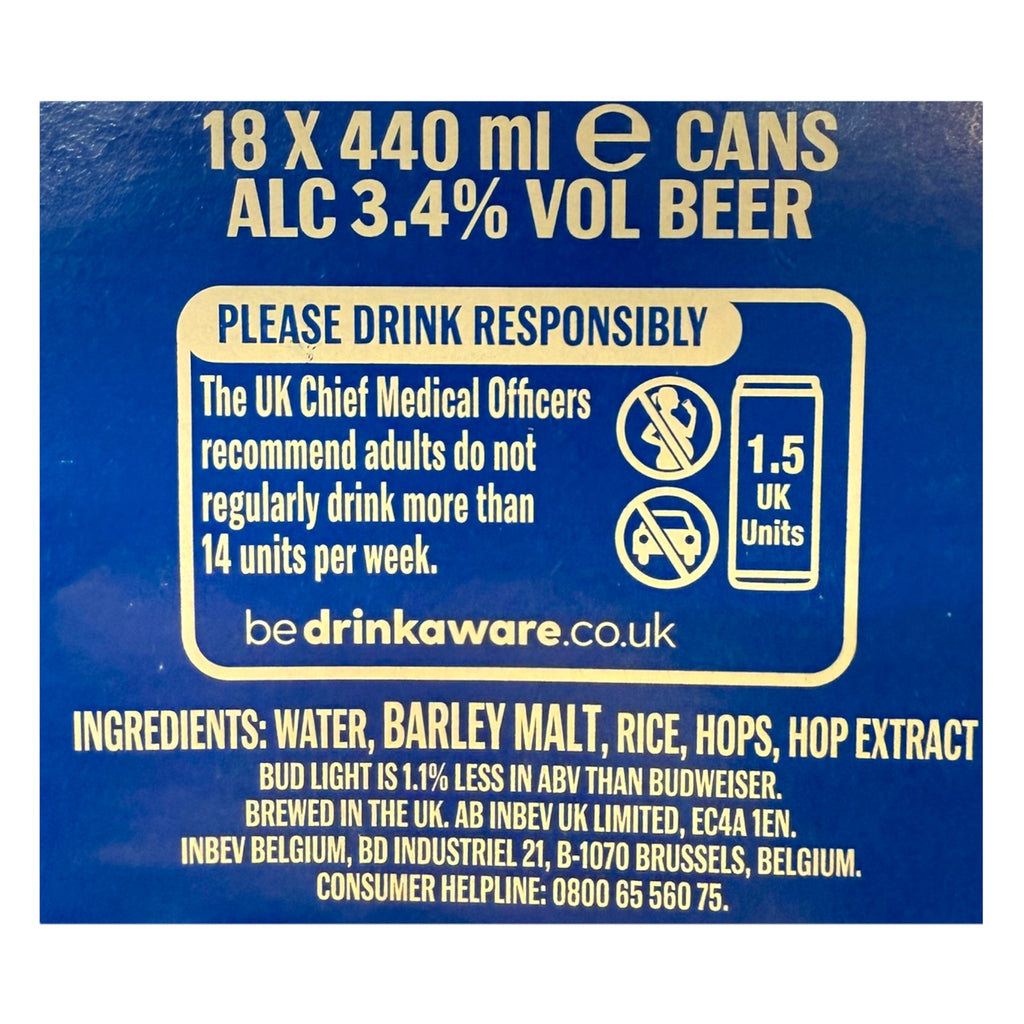 18 X 440 ml e CANS
ALC 3.4% VOL BEER
PLEASE DRINK RESPONSIBLY
The UK Chief Medical Officers
recommend adults do not
regularly drink more than
14 units per week.
1.5
UK
Units
bedrinkaware.co.uk
INGREDIENTS: WATER, BARLEY MALT, RICE, HOPS, HOP EXTRACT
BUD LIGHT IS 1.1% LESS IN ABV THAN BUDWEISER.
BREWED IN THE UK. AB INBEV UK LIMITED, EC4A 1EN.
INBEV BELGIUM, BD INDUSTRIEL 21, B-1070 BRUSSELS, BELGIUM.
CONSUMER HELPLINE: 0800 65 560 75.